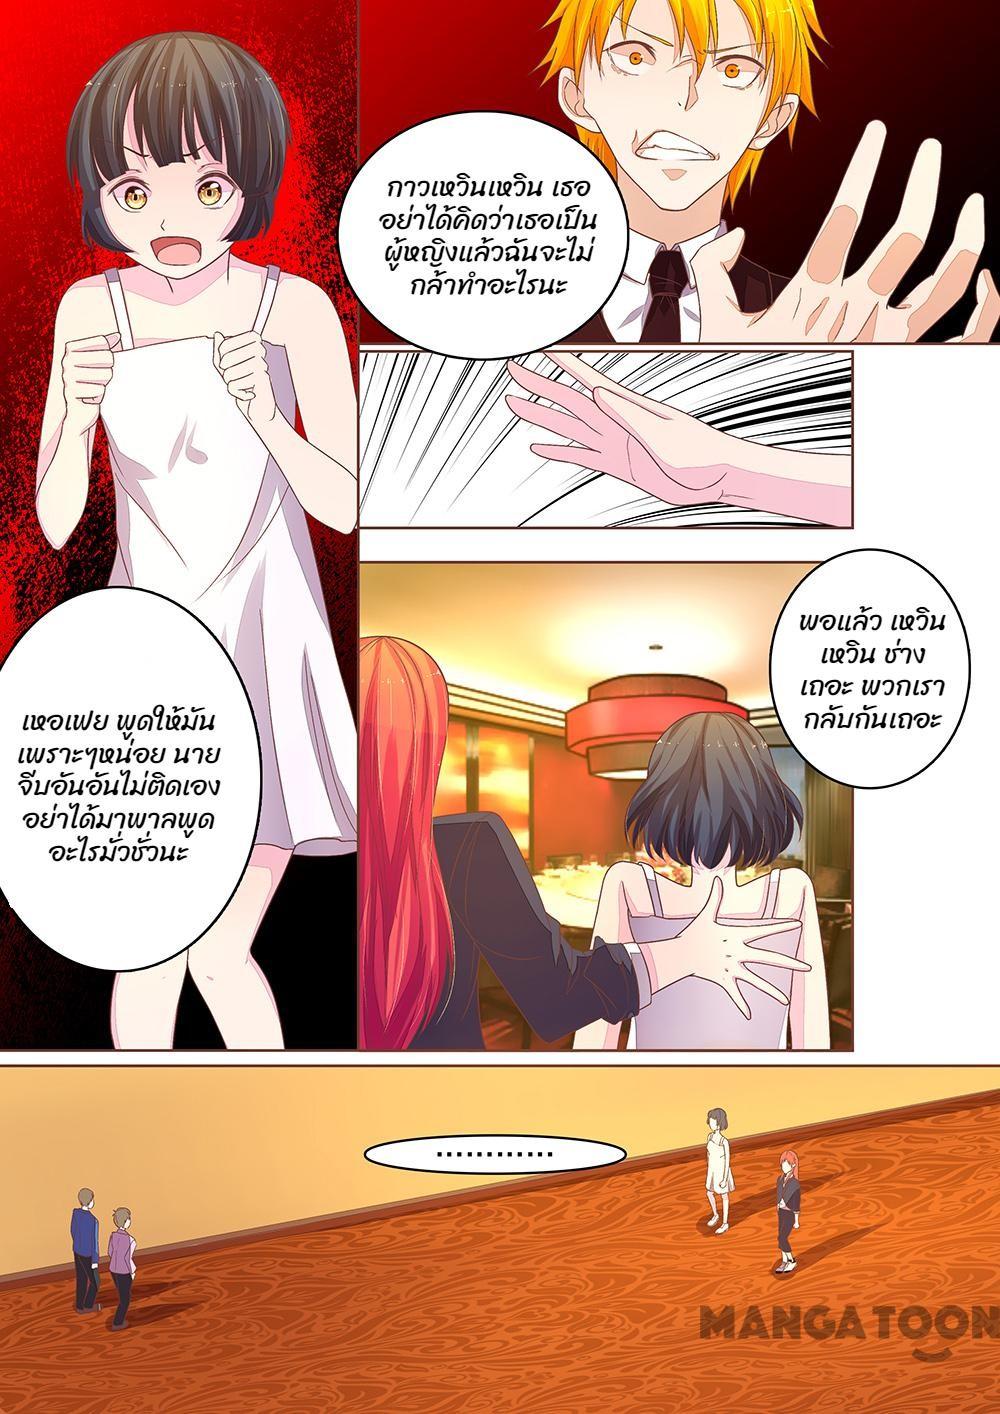 กาวเหวินเหวิน เธอ
อย่าได้คิดว่าเธอเป็น
ผู้หญิงแล้วฉันจะไม่
กล้าทำอะไรนะ
เหอเฟย พูดให้มัน
เพราะๆหน่อย นาย
จีบอันอันไม่ติดเอง
อย่าได้มาพาลพูด
อะไรมั่วชั่วนะ
พอแล้ว เหวิน
เหวิน ช่าง
เถอะ พวกเรา
กลับกันเถอะ
............
MANGATOON